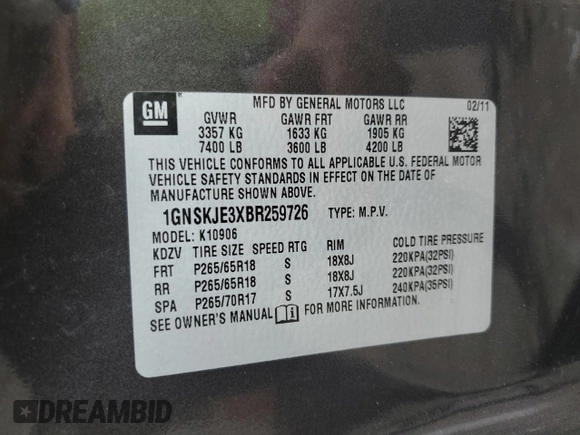 GM
MFD BY GENERAL MOTORS LLC 02/11
GVWR GAWR FRT GAWR RR
3357 KG 1633 KG 1905 KG
7400 LB 3600 LB 4200 LB
THIS VEHICLE CONFORMS TO ALL APPLICABLE U.S. FEDERAL MOTOR
VEHICLE SAFETY STANDARDS IN EFFECT ON THE DATE OF
MANUFACTURE SHOWN ABOVE.
1GNSKJE3XBR259726 TYPE: M.P.V.
MODEL: K10906
KDZV TIRE SIZE SPEED RTG RIM COLD TIRE PRESSURE
FRT P265/65R18 S 18X8J 220KPA(32PSI)
RR P265/65R18 S 18X8J 220KPA(32PSI)
SPA P265/70R17 S 17X7.5J 240KPA(35PSI)
SEE OWNER'S MANUAL FOR MORE INFORMATION.
DREAMBID